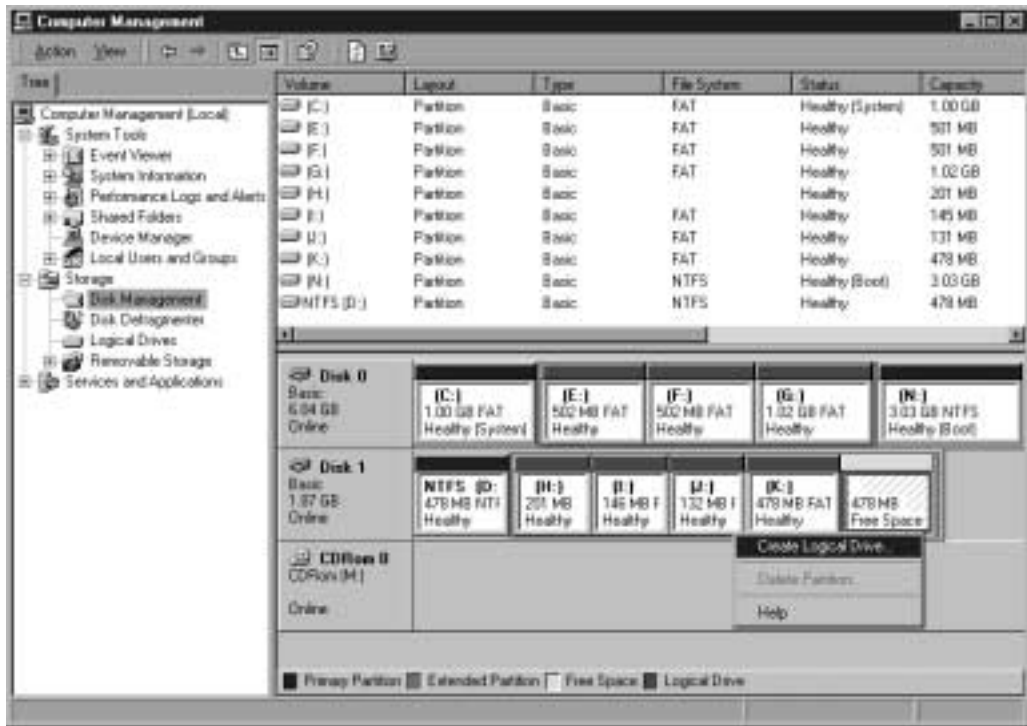 Computer Management
Action View
Tree
Computer Management (Local)
System Tools
Event Viewer
System Information
Performance Logs and Alerts
Shared Folders
Device Manager
Local Users and Groups
Storage
Disk Management
Disk Defragmenter
Logical Drives
Removable Storage
Services and Applications
Volume Layout Type File System Status Capacity
(C:) Partition Basic FAT Healthy (System) 1.00 GB
(E:) Partition Basic FAT Healthy 501 MB
(F:) Partition Basic FAT Healthy 501 MB
(G:) Partition Basic FAT Healthy 1.02 GB
(H:) Partition Basic Healthy 201 MB
(I:) Partition Basic FAT Healthy 145 MB
(J:) Partition Basic FAT Healthy 131 MB
(K:) Partition Basic FAT Healthy 478 MB
(N:) Partition Basic NTFS Healthy (Boot) 3.03 GB
NTFS (D:) Partition Basic NTFS Healthy 478 MB
Disk 0
Basic
6.04 GB
Online
(C:)
1.00 GB FAT
Healthy (System)
(E:)
502 MB FAT
Healthy
(F:)
502 MB FAT
Healthy
(G:)
1.02 GB FAT
Healthy
(N:)
3.03 GB NTFS
Healthy (Boot)
Disk 1
Basic
1.87 GB
Online
NTFS (D:
478 MB NTF
Healthy
(H:)
201 MB
Healthy
(I:)
146 MB F
Healthy
(J:)
132 MB F
Healthy
(K:)
478 MB FAT
Healthy
478 MB
Free Space
Create Logical Drive...
Delete Partition...
Help
CDRom 0
CDRom (M:)
Online
Primary Partition Extended Partition Free Space Logical Drive